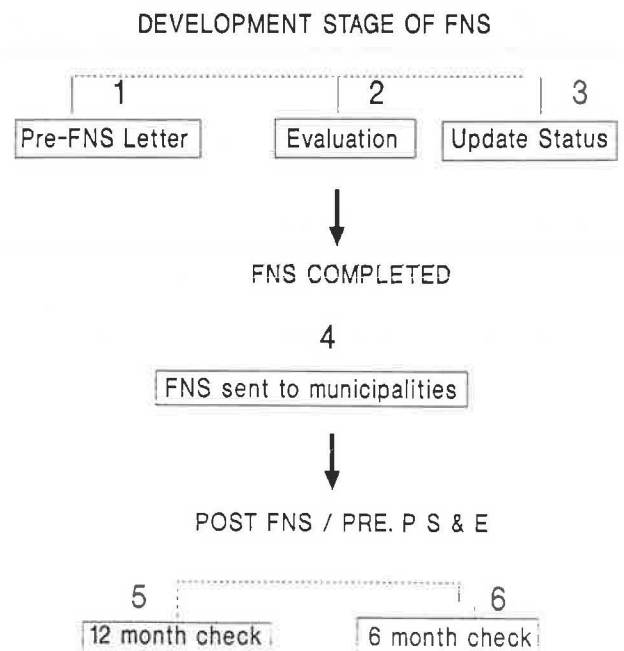 DEVELOPMENT STAGE OF FNS
1 2 3
Pre-FNS Letter Evaluation Update Status
FNS COMPLETED
4
FNS sent to municipalities
POST FNS / PRE. P S & E
5 6
12 month check 6 month check